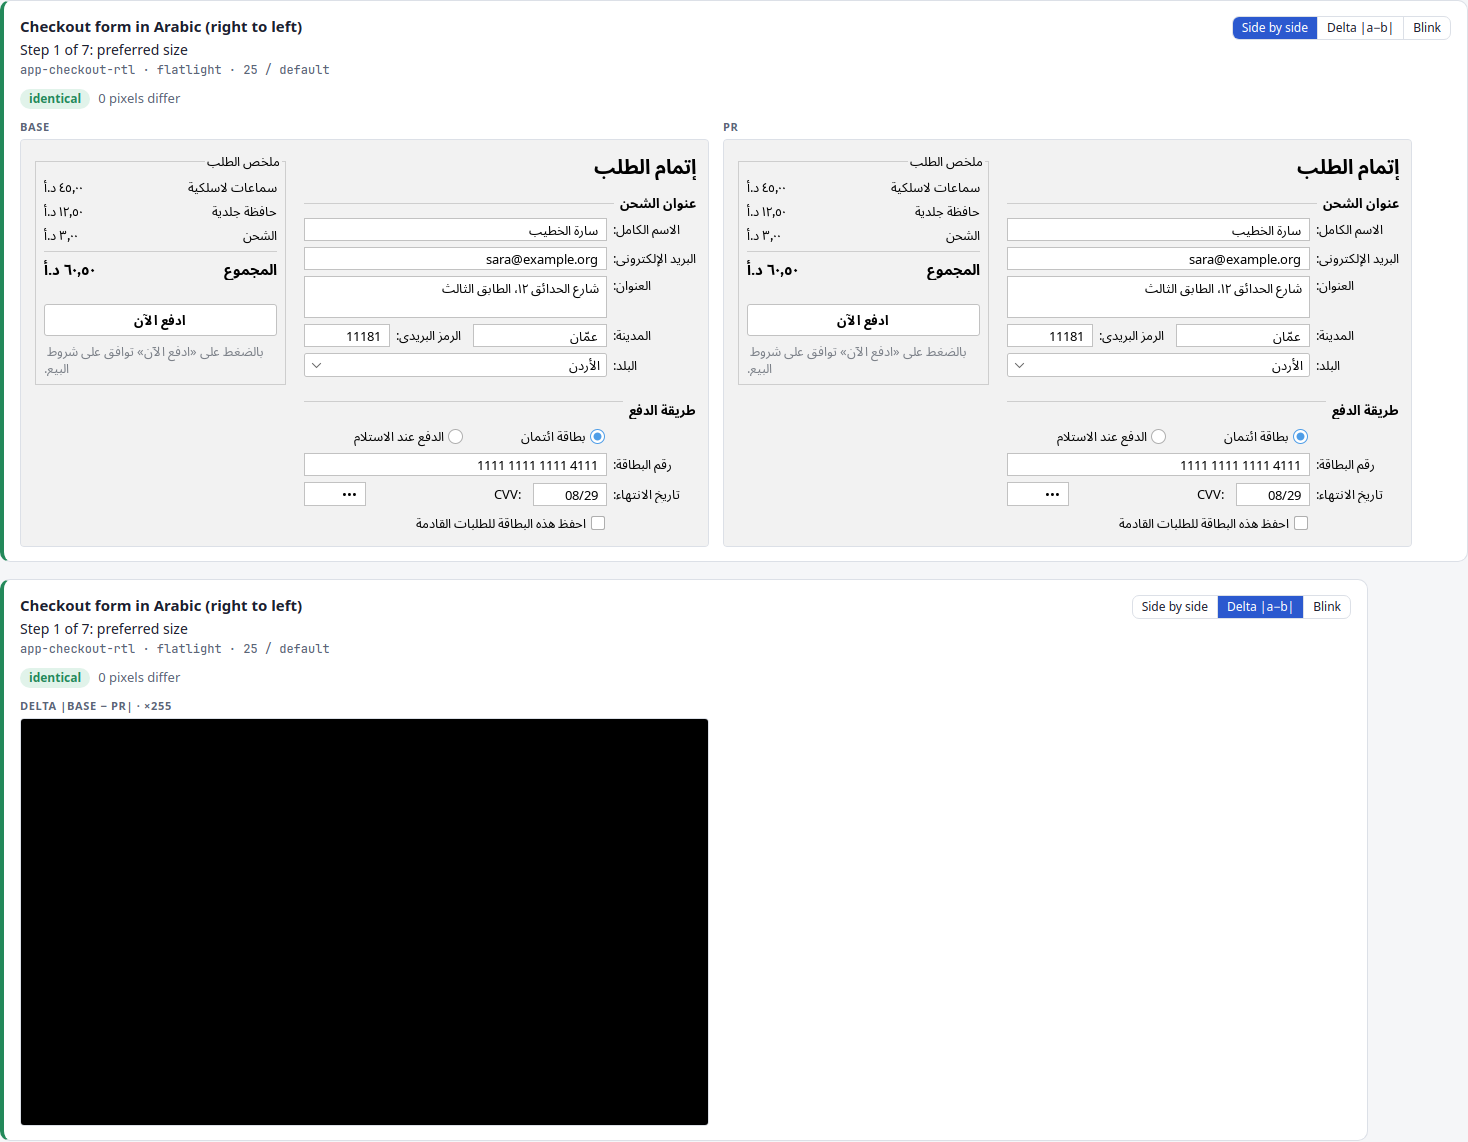 Checkout form in Arabic (right to left)
Side by side
Delta |a−b|
Blink
Step 1 of 7: preferred size
app-checkout-rtl · flatlight · 25 / default
identical
0 pixels differ
BASE
إتمام الطلب
عنوان الشحن
الاسم الكامل:
سارة الخطيب
البريد الإلكتروني:
sara@example.org
العنوان:
شارع الحدائق ١٢، الطابق الثالث
المدينة:
عمّان
الرمز البريدي:
11181
البلد:
الأردن
طريقة الدفع
بطاقة ائتمان
الدفع عند الاستلام
رقم البطاقة:
4111 1111 1111 1111
تاريخ الانتهاء:
08/29
CVV:
•••
احفظ هذه البطاقة للطلبات القادمة
ملخص الطلب
سماعات لاسلكية ٤٥,٠٠ د.أ
حافظة جلدية ١٢,٥٠ د.أ
الشحن ٣,٠٠ د.أ
المجموع ٦٠,٥٠ د.أ
ادفع الآن
بالضغط على «ادفع الآن» توافق على شروط
البيع.
PR
إتمام الطلب
عنوان الشحن
الاسم الكامل:
سارة الخطيب
البريد الإلكتروني:
sara@example.org
العنوان:
شارع الحدائق ١٢، الطابق الثالث
المدينة:
عمّان
الرمز البريدي:
11181
البلد:
الأردن
طريقة الدفع
بطاقة ائتمان
الدفع عند الاستلام
رقم البطاقة:
4111 1111 1111 1111
تاريخ الانتهاء:
08/29
CVV:
•••
احفظ هذه البطاقة للطلبات القادمة
ملخص الطلب
سماعات لاسلكية ٤٥,٠٠ د.أ
حافظة جلدية ١٢,٥٠ د.أ
الشحن ٣,٠٠ د.أ
المجموع ٦٠,٥٠ د.أ
ادفع الآن
بالضغط على «ادفع الآن» توافق على شروط
البيع.
Checkout form in Arabic (right to left)
Side by side
Delta |a−b|
Blink
Step 1 of 7: preferred size
app-checkout-rtl · flatlight · 25 / default
identical
0 pixels differ
DELTA |BASE − PR| · ×255